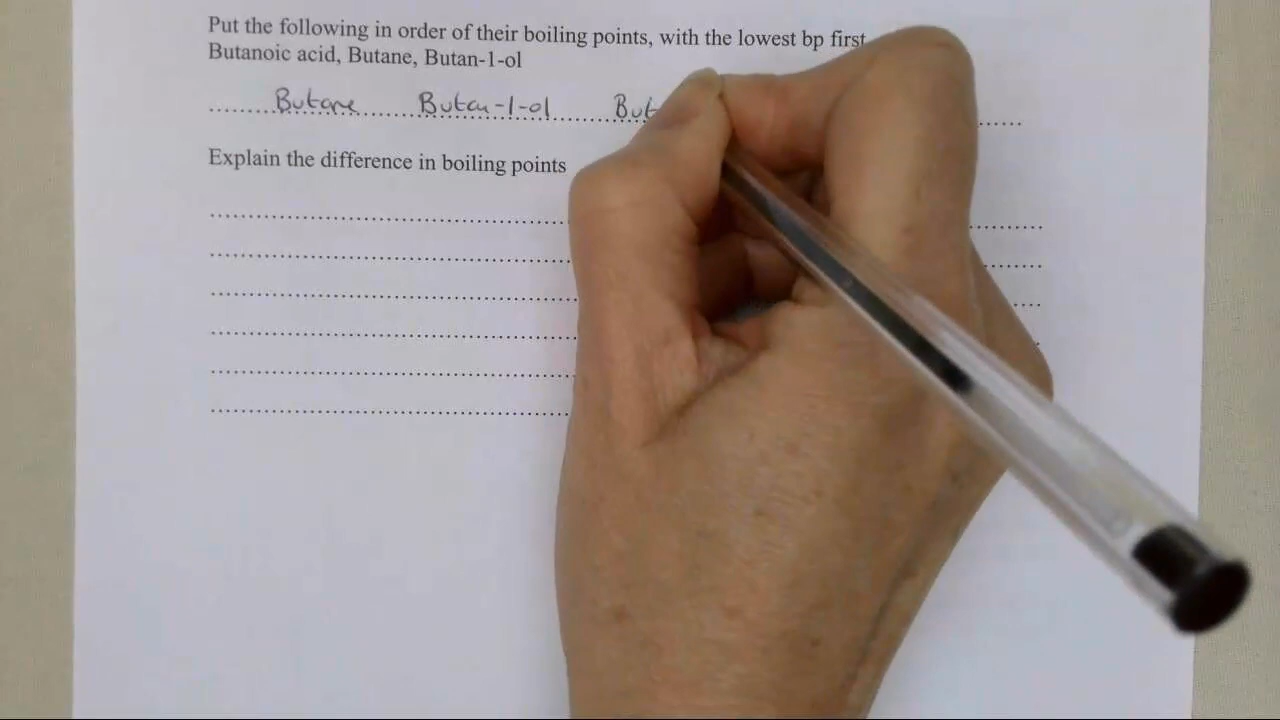 Put the following in order of their boiling points, with the lowest bp first
Butanoic acid, Butane, Butan-1-ol
Butane Butan-1-ol But
Explain the difference in boiling points